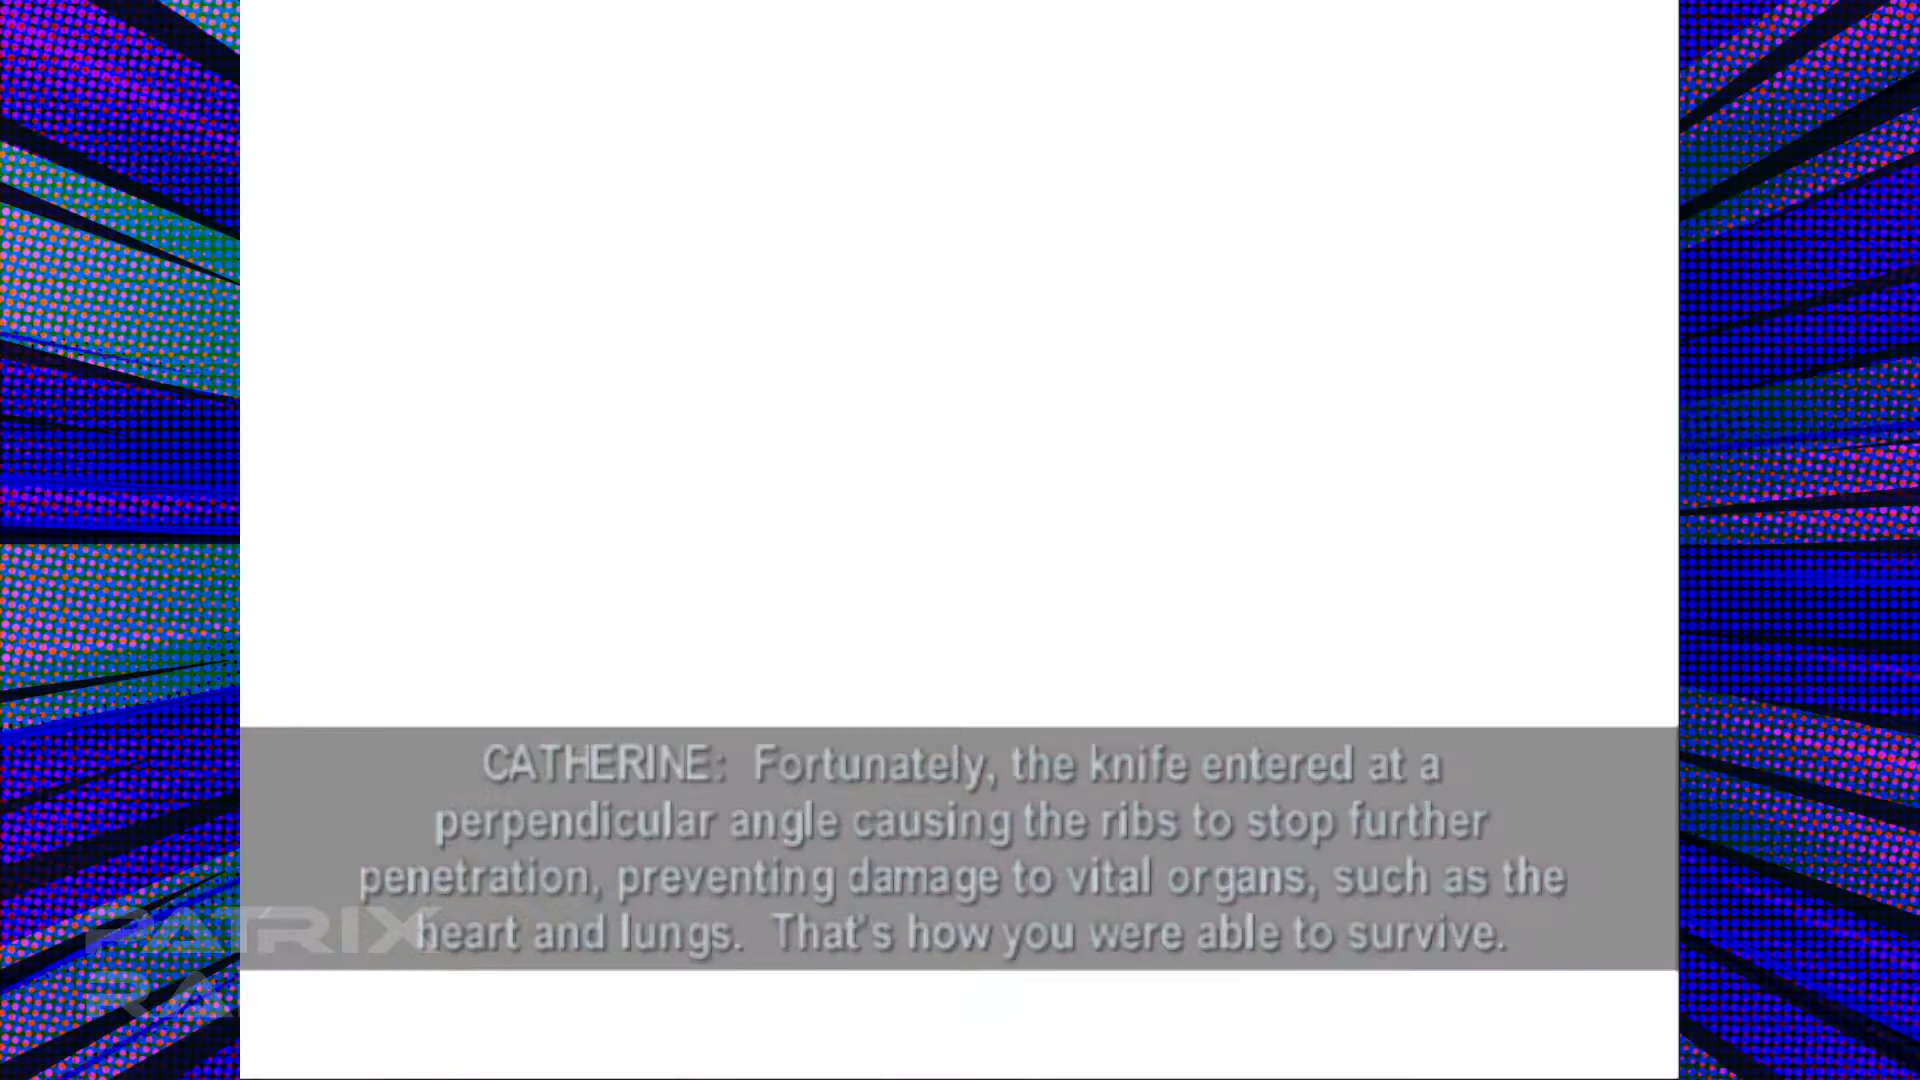 CATHERINE: Fortunately, the knife entered at a
perpendicular angle causing the ribs to stop further
penetration, preventing damage to vital organs, such as the
heart and lungs. That's how you were able to survive.
PATRIX